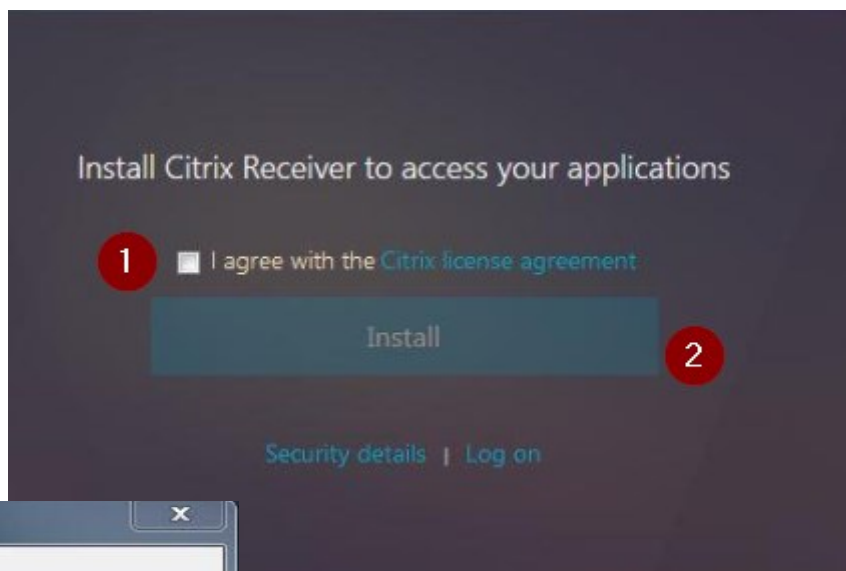 Install Citrix Receiver to access your applications
1
I agree with the Citrix license agreement
Install
2
Security details | Log on
x